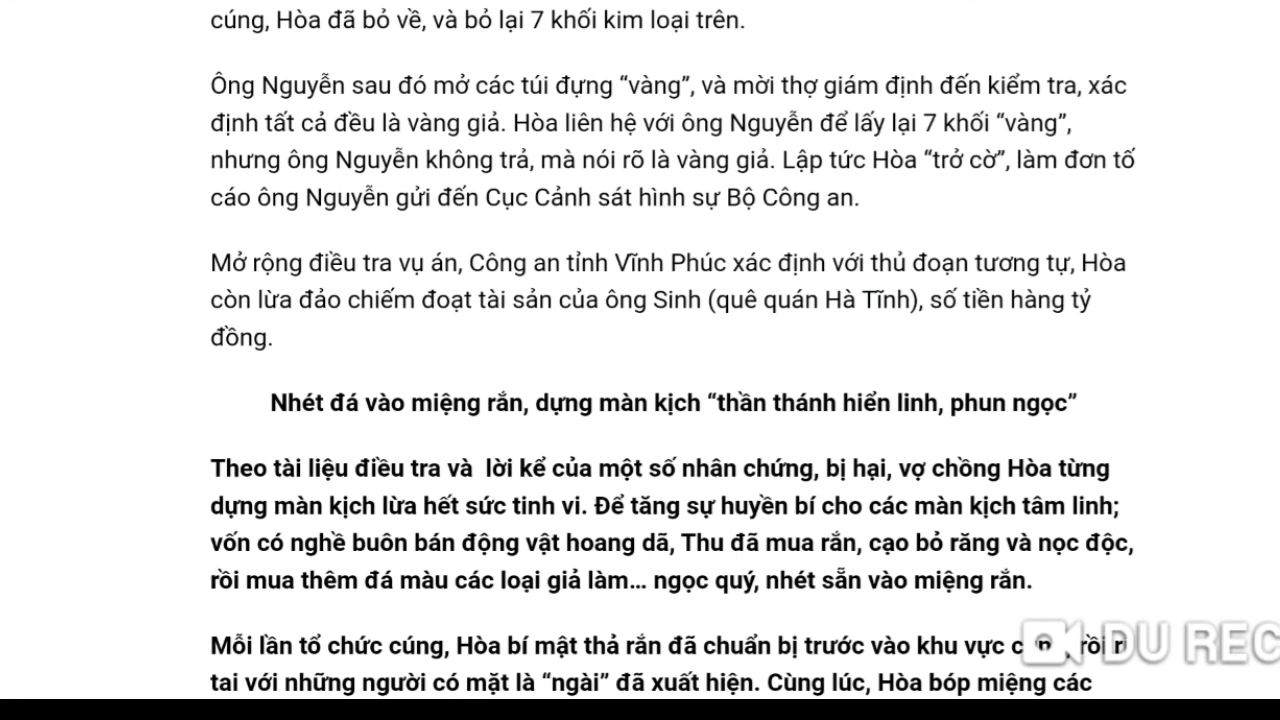 cúng, Hòa đã bỏ về, và bỏ lại 7 khối kim loại trên.
Ông Nguyễn sau đó mở các túi đựng “vàng”, và mời thợ giám định đến kiểm tra, xác
định tất cả đều là vàng giả. Hòa liên hệ với ông Nguyễn để lấy lại 7 khối “vàng”,
nhưng ông Nguyễn không trả, mà nói rõ là vàng giả. Lập tức Hòa “trở cờ”, làm đơn tố
cáo ông Nguyễn gửi đến Cục Cảnh sát hình sự Bộ Công an.
Mở rộng điều tra vụ án, Công an tỉnh Vĩnh Phúc xác định với thủ đoạn tương tự, Hòa
còn lừa đảo chiếm đoạt tài sản của ông Sinh (quê quán Hà Tĩnh), số tiền hàng tỷ
đồng.
Nhét đá vào miệng rắn, dựng màn kịch “thần thánh hiển linh, phun ngọc”
Theo tài liệu điều tra và lời kể của một số nhân chứng, bị hại, vợ chồng Hòa từng
dựng màn kịch lừa hết sức tinh vi. Để tăng sự huyền bí cho các màn kịch tâm linh;
vốn có nghề buôn bán động vật hoang dã, Thu đã mua rắn, cạo bỏ răng và nọc độc,
rồi mua thêm đá màu các loại giả làm… ngọc quý, nhét sẵn vào miệng rắn.
Mỗi lần tổ chức cúng, Hòa bí mật thả rắn đã chuẩn bị trước vào khu vực rồi
tai với những người có mặt là “ngài” đã xuất hiện. Cùng lúc, Hòa bóp miệng các
DU REC